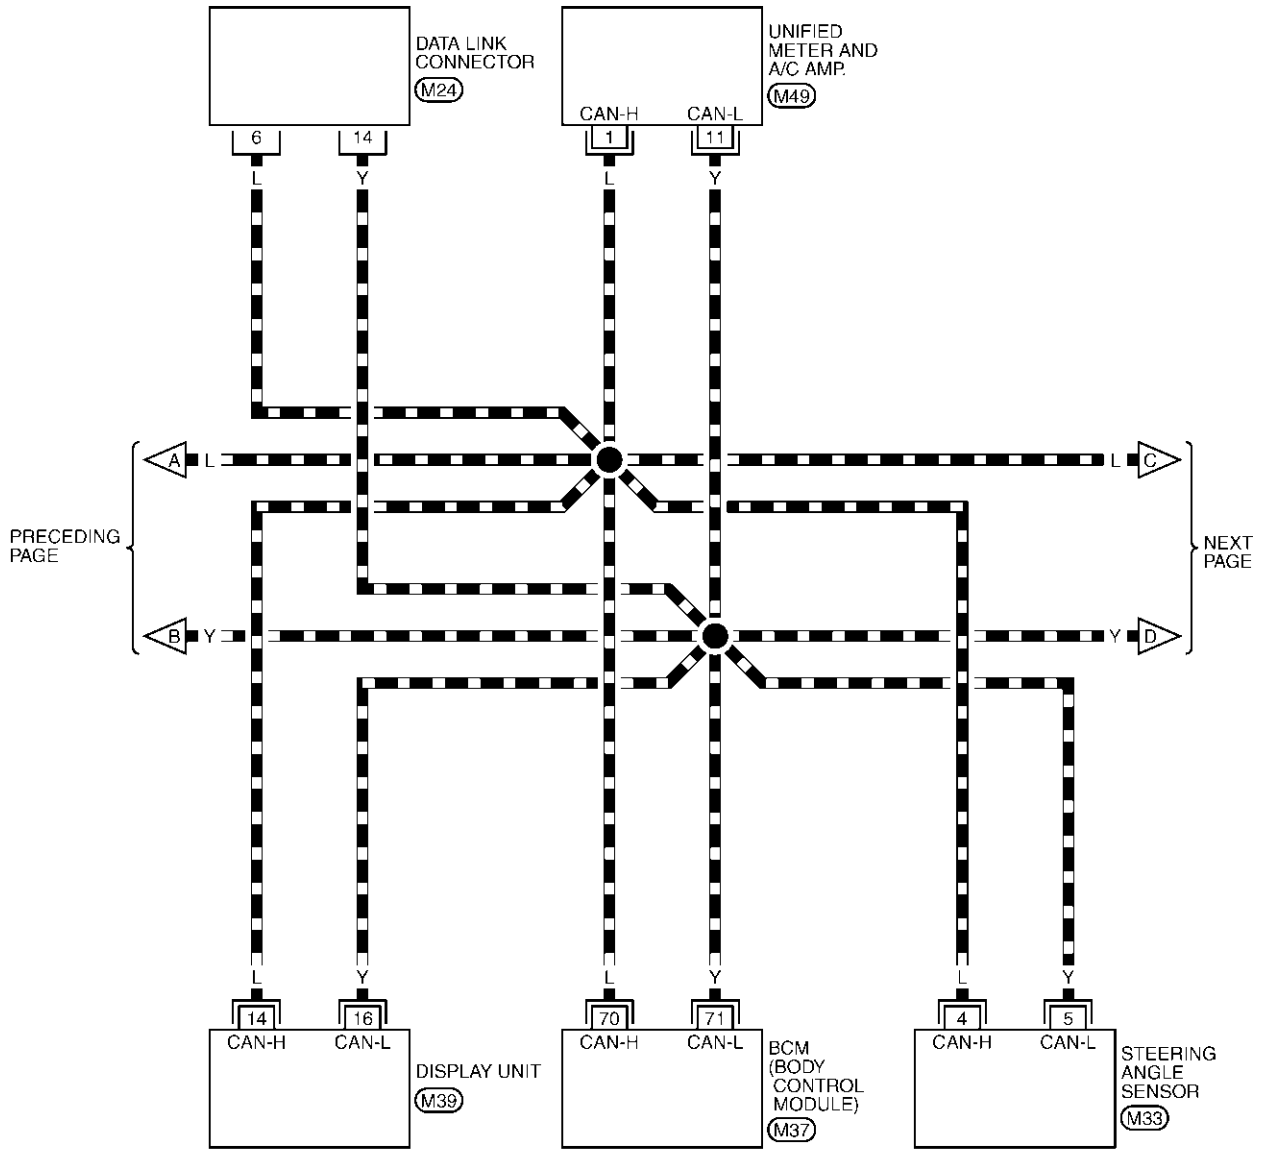 DATA LINK
CONNECTOR
M24
UNIFIED
METER AND
A/C AMP.
M49
CAN-H CAN-L
6 14 1 11
L Y L Y
A L L C
PRECEDING
PAGE
NEXT
PAGE
B Y Y D
L Y L Y L Y
14 16 70 71 4 5
CAN-H CAN-L CAN-H CAN-L CAN-H CAN-L
DISPLAY UNIT
M39
BCM
(BODY
CONTROL
MODULE)
M37
STEERING
ANGLE
SENSOR
M33